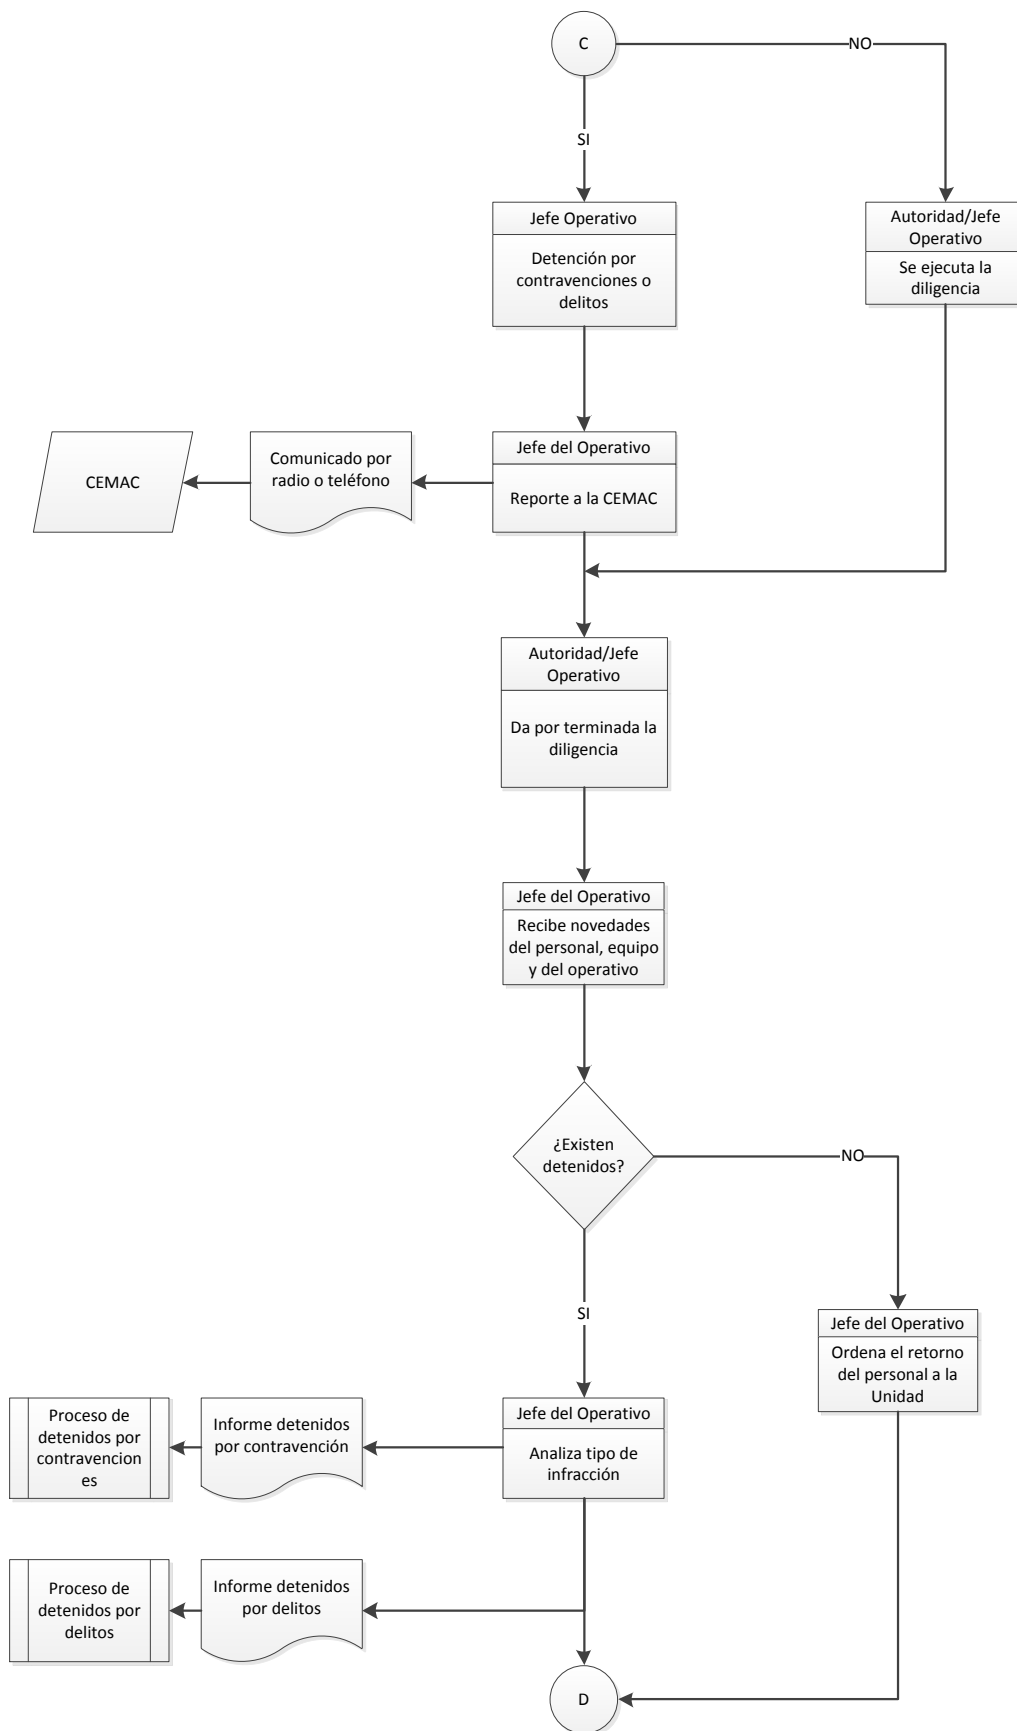 C
NO
SI
Jefe Operativo
Detención por
contravenciones o
delitos
Autoridad/Jefe
Operativo
Se ejecuta la
diligencia
CEMAC
Comunicado por
radio o teléfono
Jefe del Operativo
Reporte a la CEMAC
Autoridad/Jefe
Operativo
Da por terminada la
diligencia
Jefe del Operativo
Recibe novedades
del personal, equipo
y del operativo
¿Existen
detenidos?
NO
SI
Jefe del Operativo
Ordena el retorno
del personal a la
Unidad
Proceso de
detenidos por
contravencion
es
Informe detenidos
por contravención
Jefe del Operativo
Analiza tipo de
infracción
Proceso de
detenidos por
delitos
Informe detenidos
por delitos
D